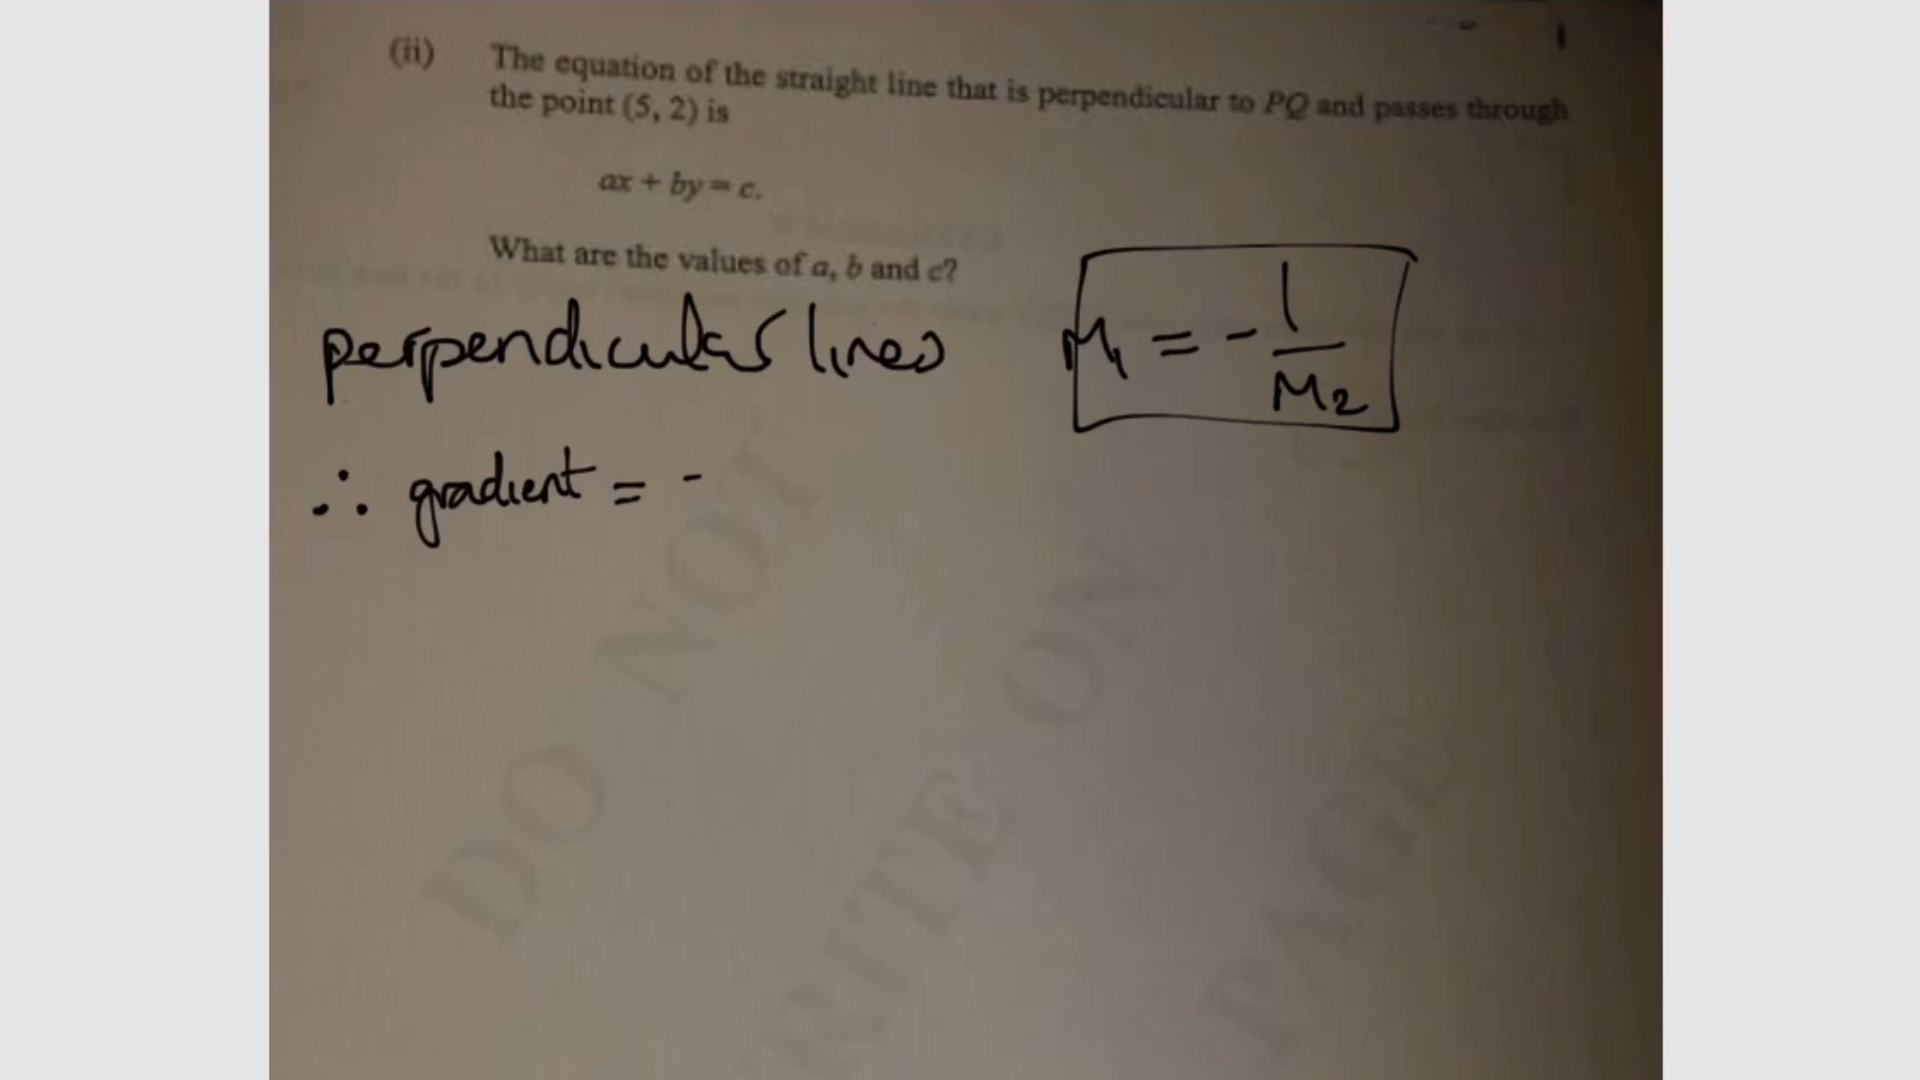 (ii) The equation of the straight line that is perpendicular to PQ and passes through
the point (5, 2) is
ax + by = c.
What are the values of a, b and c?
perpendicular lines M₁ = - 1/M₂
∴ gradient = -
DO NOT
WRITE ON
PAGE